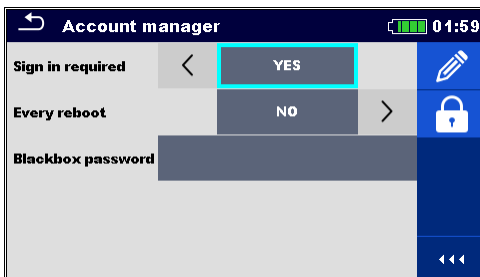 Account manager 01:59
Sign in required YES
Every reboot NO
Blackbox password